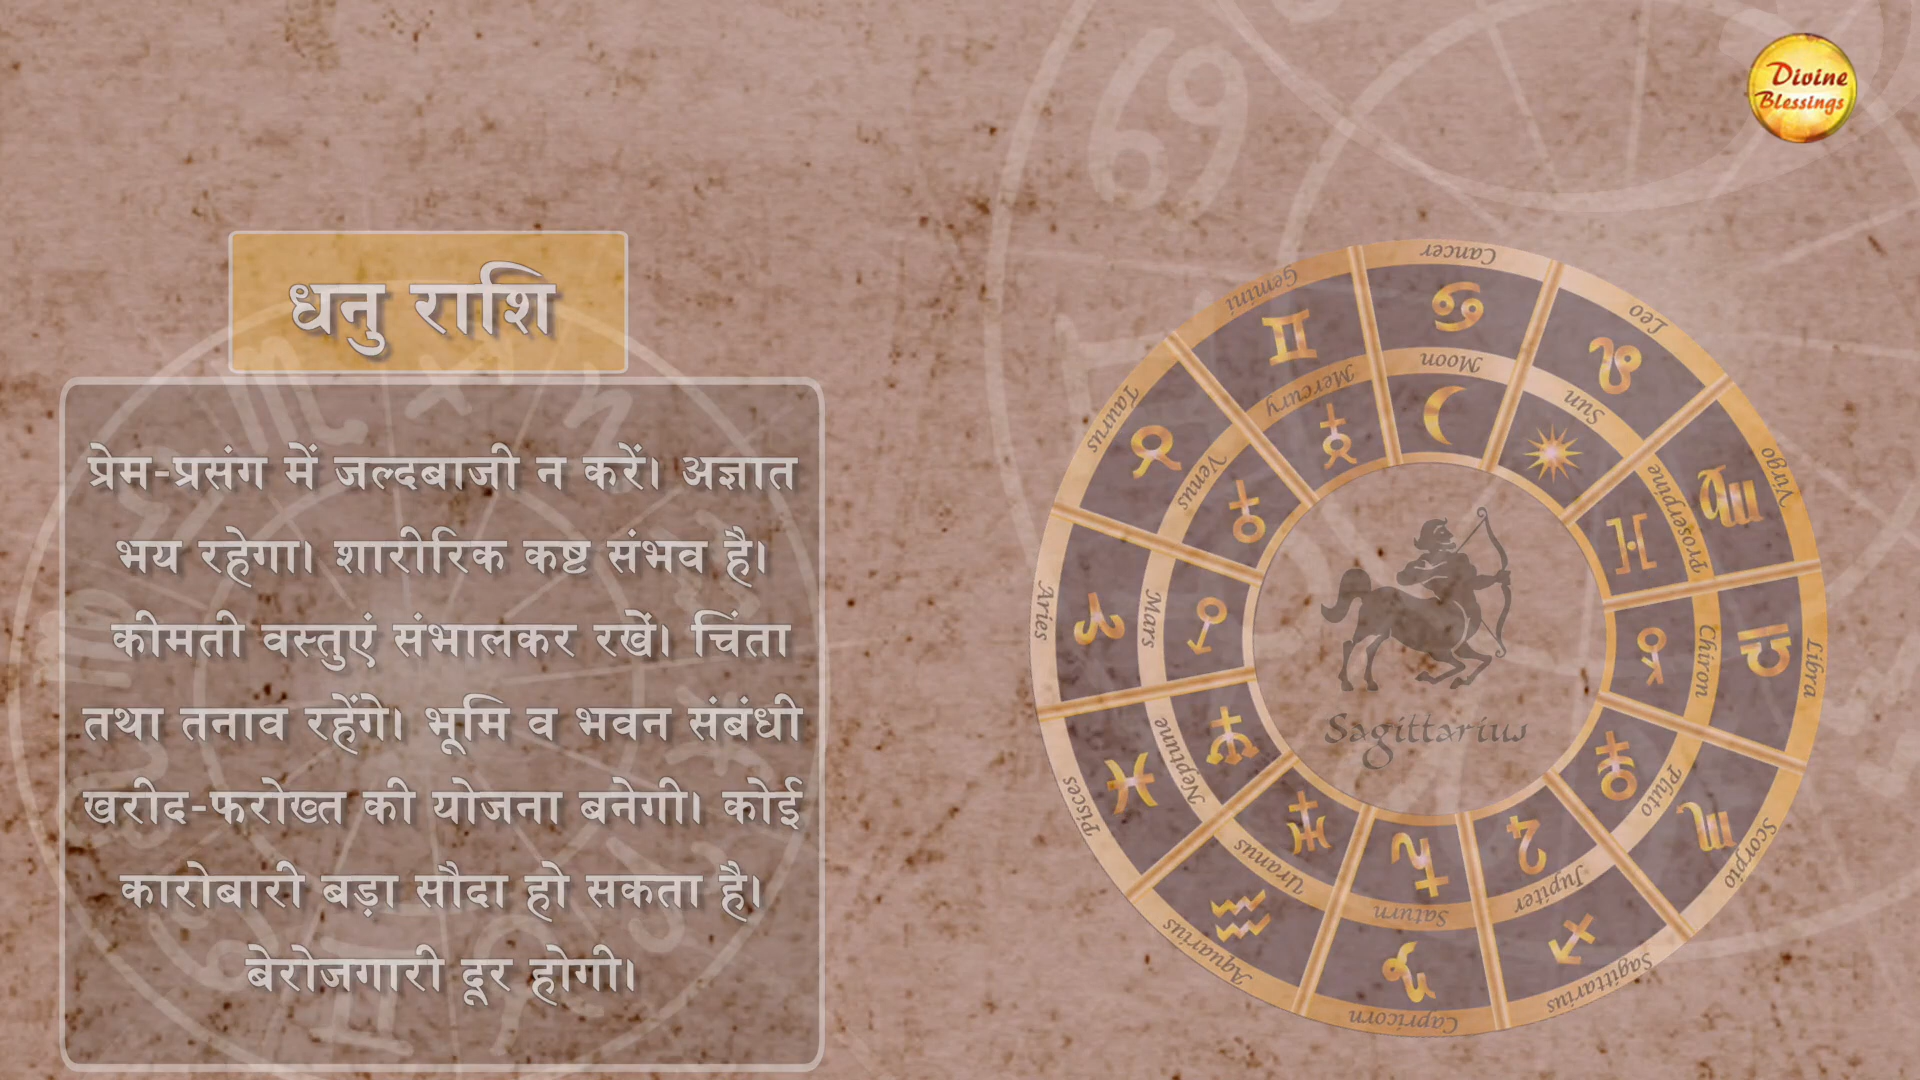 Divine
Blessings
धनु राशि
प्रेम-प्रसंग में जल्दबाजी न करें। अज्ञात
भय रहेगा। शारीरिक कष्ट संभव है।
कीमती वस्तुएं संभालकर रखें। चिंता
तथा तनाव रहेंगे। भूमि व भवन संबंधी
खरीद-फरोख्त की योजना बनेगी। कोई
कारोबारी बड़ा सौदा हो सकता है।
बेरोजगारी दूर होगी।
Cancer
Leo
Virgo
Libra
Scorpio
Sagittarius
Capricorn
Aquarius
Pisces
Aries
Taurus
Gemini
Moon
Sun
Proserpine
Chiron
Pluto
Jupiter
Saturn
Uranus
Neptune
Mars
Venus
Mercury
Sagittarius